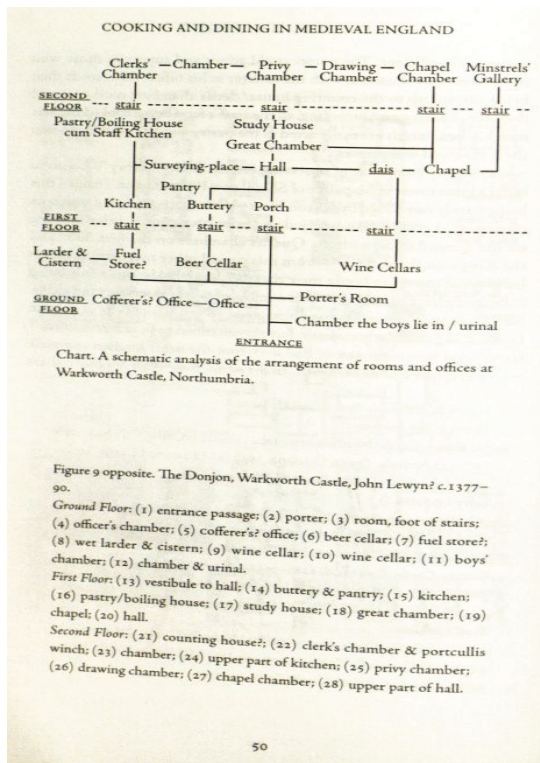 COOKING AND DINING IN MEDIEVAL ENGLAND
Clerks' — Chamber — Privy — Drawing — Chapel Minstrels'
Chamber Chamber Chamber Chamber Gallery
SECOND
FLOOR stair stair stair stair
Pastry/Boiling House Study House
cum Staff Kitchen
Great Chamber
Surveying-place — Hall dais — Chapel
Pantry
Kitchen Buttery Porch
FIRST
FLOOR stair stair stair stair
Larder & Fuel Beer Cellar Wine Cellars
Cistern Store?
GROUND Cofferer's? Office—Office Porter's Room
FLOOR
Chamber the boys lie in / urinal
ENTRANCE
Chart. A schematic analysis of the arrangement of rooms and offices at
Warkworth Castle, Northumbria.
Figure 9 opposite. The Donjon, Warkworth Castle, John Lewyn? c.1377–
90.
Ground Floor: (1) entrance passage; (2) porter; (3) room, foot of stairs;
(4) officer's chamber; (5) cofferer's? office; (6) beer cellar; (7) fuel store?;
(8) wet larder & cistern; (9) wine cellar; (10) wine cellar; (11) boys'
chamber; (12) chamber & urinal.
First Floor: (13) vestibule to hall; (14) buttery & pantry; (15) kitchen;
(16) pastry/boiling house; (17) study house; (18) great chamber; (19)
chapel; (20) hall.
Second Floor: (21) counting house?; (22) clerk's chamber & portcullis
winch; (23) chamber; (24) upper part of kitchen; (25) privy chamber;
(26) drawing chamber; (27) chapel chamber; (28) upper part of hall.
50